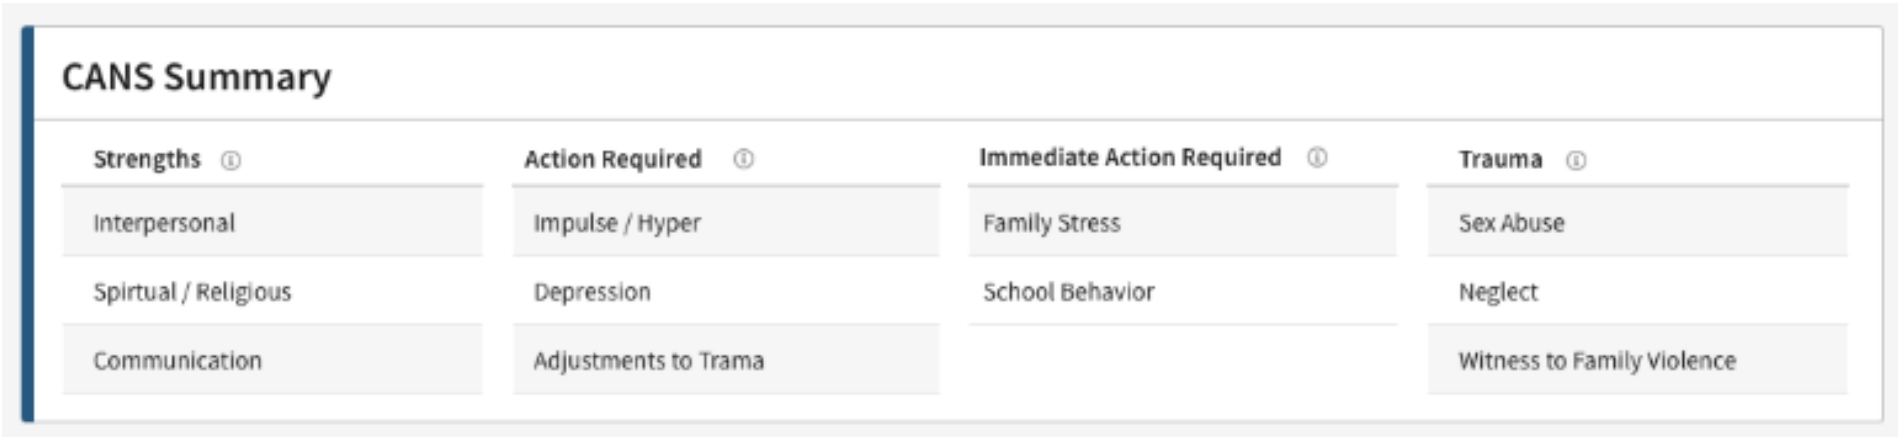 CANS Summary
Strengths ⓘ Action Required ⓘ Immediate Action Required ⓘ Trauma ⓘ
Interpersonal Impulse / Hyper Family Stress Sex Abuse
Spirtual / Religious Depression School Behavior Neglect
Communication Adjustments to Trama Witness to Family Violence